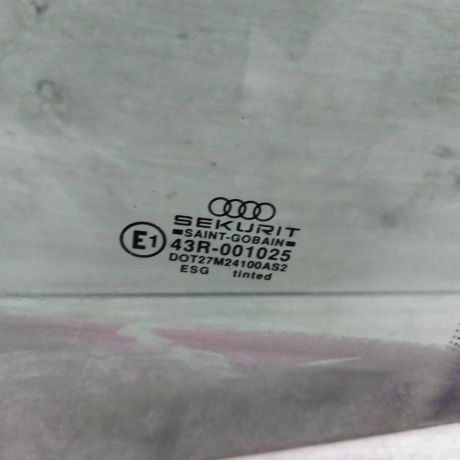 SEKURIT
SAINT-GOBAIN
E1
43R-001025
DOT27M24100AS2
ESG tinted